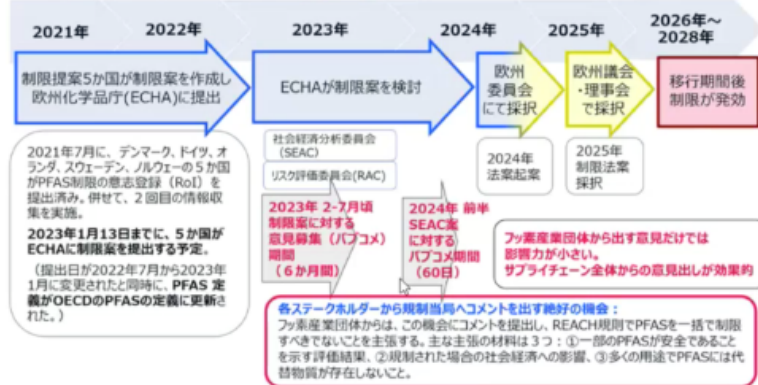 2021年
2022年
2023年
2024年
2025年
2026年～
2028年
制限提案5か国が制限案を作成し
欧州化学品庁(ECHA)に提出
ECHAが制限案を検討
欧州
委員会
にて採択
欧州議会
・理事会
で採択
移行期間後
制限が発効
2021年7月に、デンマーク、ドイツ、オ
ランダ、スウェーデン、ノルウェーの５か国
がPFAS制限の意志登録（RoI）を
提出済み。併せて、２回目の情報収
集を実施。
2023年1月13日までに、５か国が
ECHAに制限案を提出する予定。
（提出日が2022年7月から2023年
1月に変更されたと同時に、PFAS 定
義がOECDのPFASの定義に更新さ
れた。）
社会経済分析委員会
（SEAC）
リスク評価委員会(RAC)
2023年 2-7月頃
制限案に対する
意見募集（パブコメ）
期間
（６か月間）
2024年 前半
SEAC案
に対する
パブコメ期間
（60日）
2024年
法案起案
2025年
制限法案
採択
フッ素産業団体から出す意見だけでは
影響力が小さい。
サプライチェーン全体からの意見出しが効果的
各ステークホルダーから規制当局へコメントを出す絶好の機会：
フッ素産業団体からは、この機会にコメントを提出し、REACH規則でPFASを一括で制限
すべきでないことを主張する。主な主張の材料は３つ：①一部のPFASが安全であること
を示す評価結果、②規制された場合の社会経済への影響、③多くの用途でPFASには代
替物質が存在しないこと。